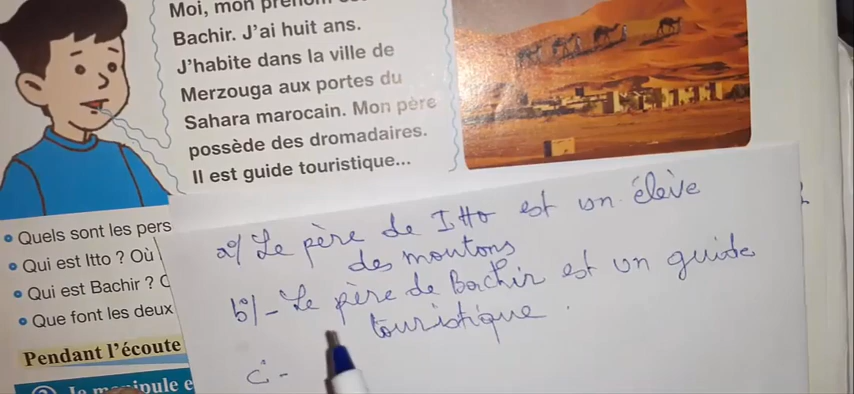 Moi, mon
Bachir. J'ai huit ans.
J'habite dans la ville de
Merzouga aux portes du
Sahara marocain. Mon père
possède des dromadaires.
Il est guide touristique...
• Quels sont les pers
• Qui est Itto ? Où
• Qui est Bachir ?
• Que font les deux
Pendant l'écoute
Je manipule e
a°/ Le père de Itto est un élève
des moutons
b°/- Le père de Bachir est un guide
touristique.
c -